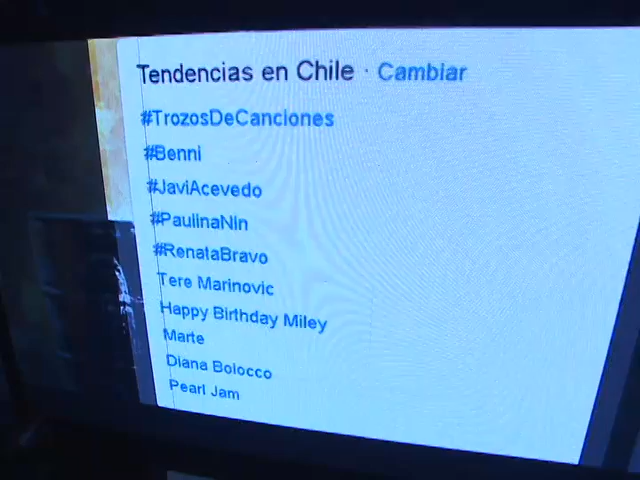 Tendencias en Chile · Cambiar
#TrozosDeCanciones
#Benni
#JaviAcevedo
#PaulinaNin
#RenataBravo
Tere Marinovic
Happy Birthday Miley
Marte
Diana Bolocco
Pearl Jam